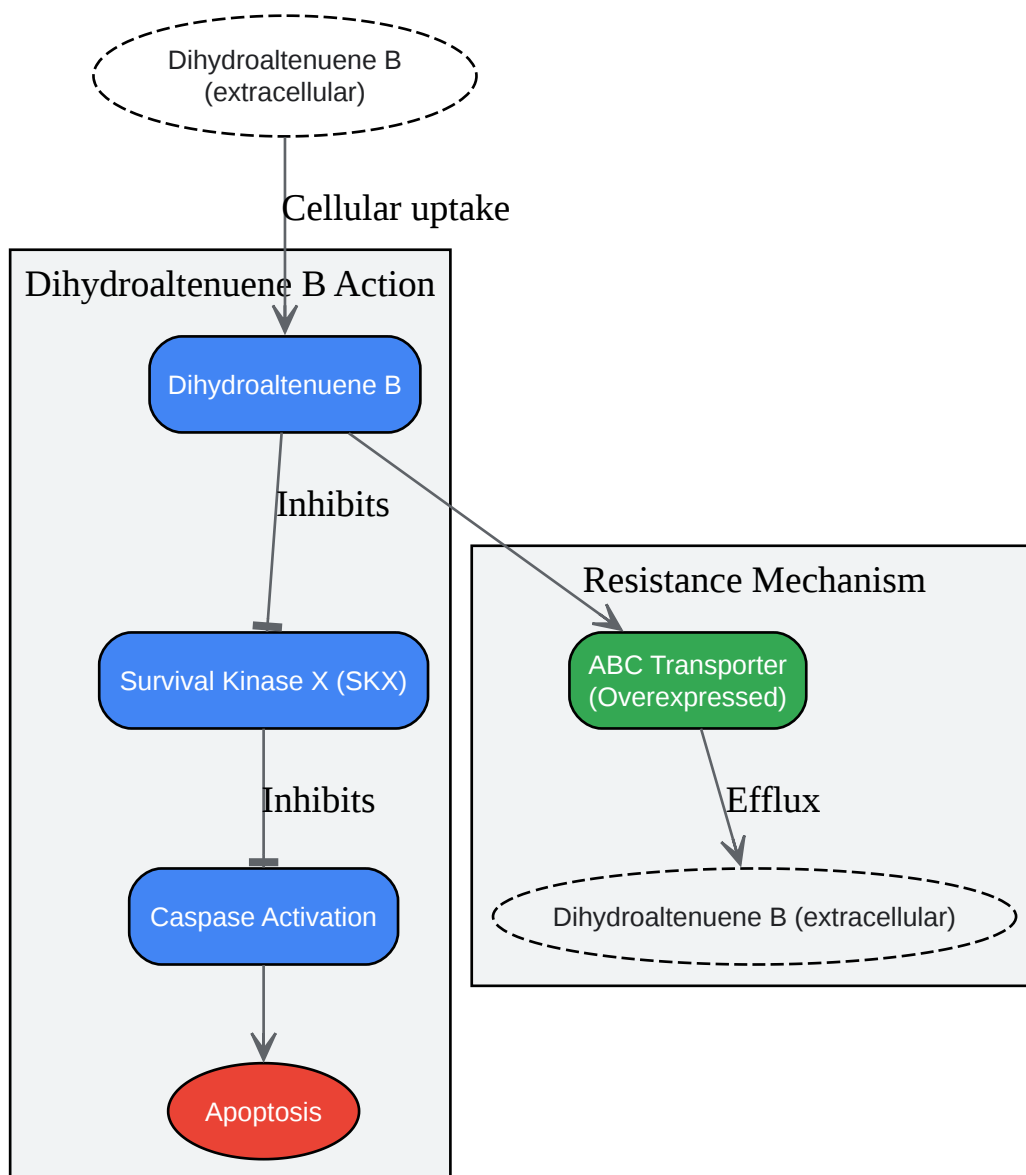 Dihydroaltenuene B
(extracellular)
Cellular uptake
Dihydroaltenuene B Action
Dihydroaltenuene B
Inhibits
Resistance Mechanism
Survival Kinase X (SKX)
ABC Transporter
(Overexpressed)
Inhibits
Efflux
Caspase Activation
Dihydroaltenuene B (extracellular)
Apoptosis